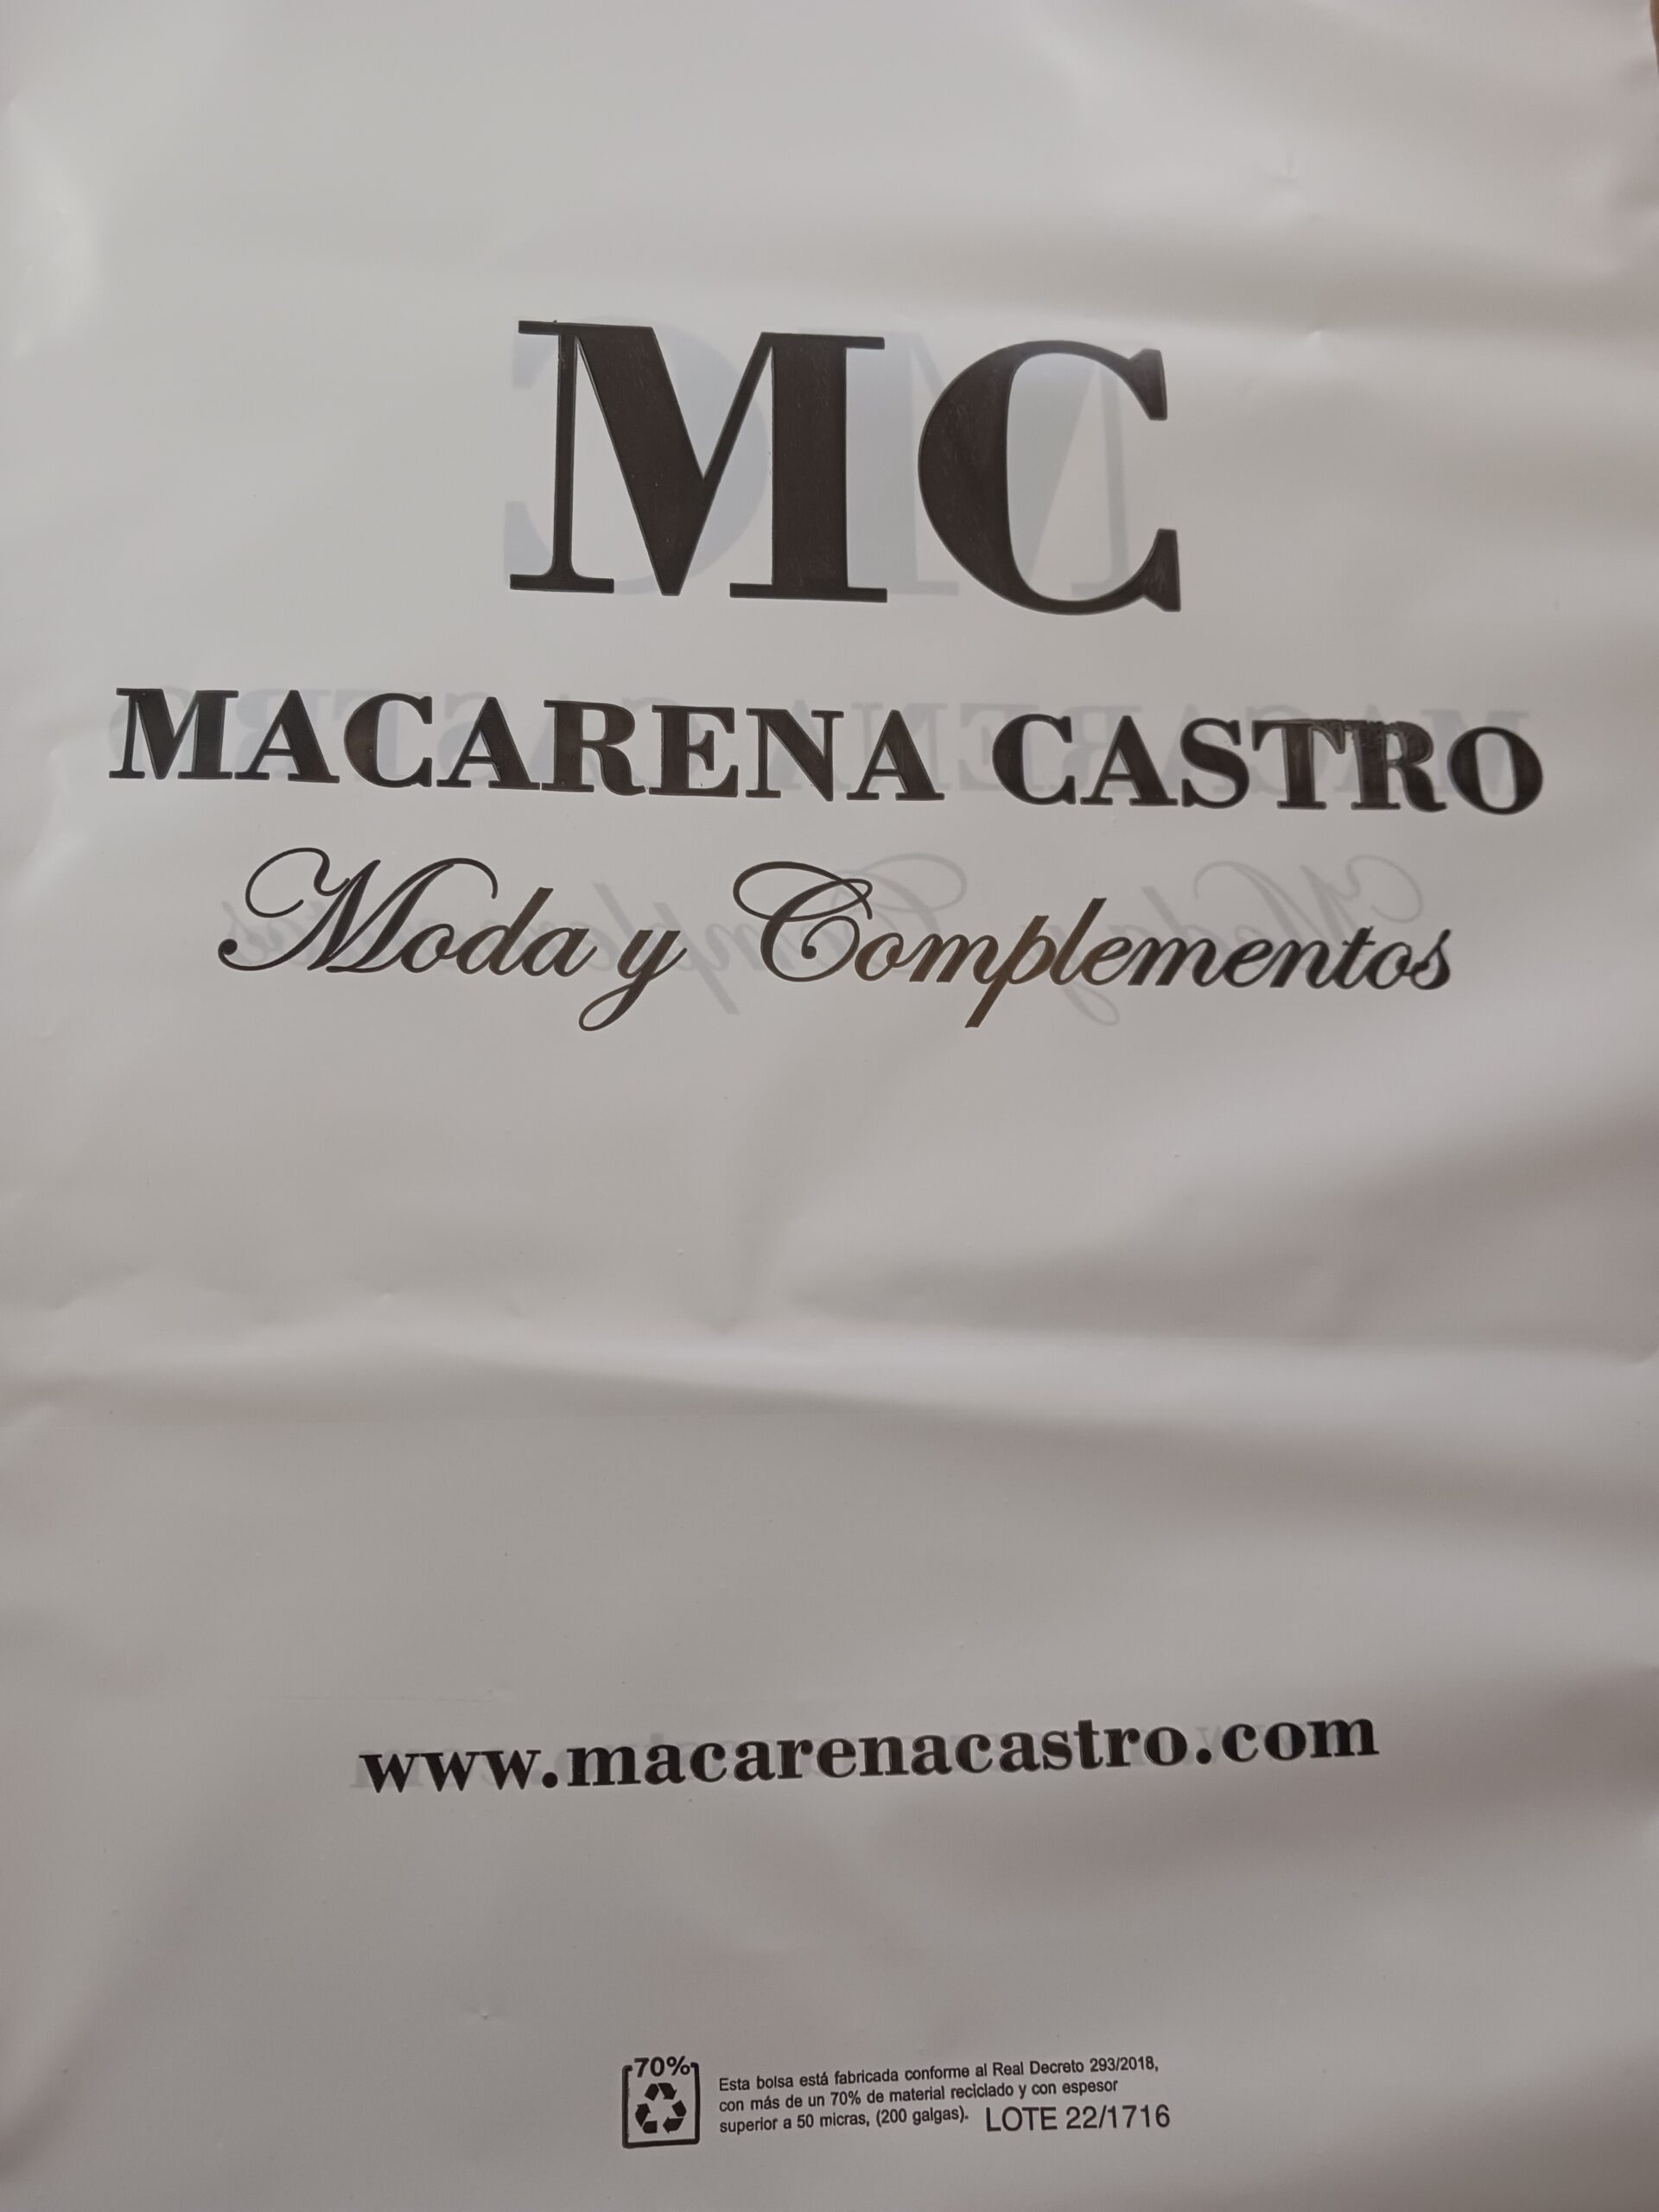 MC
MACARENA CASTRO
Moda y Complementos
www.macarenacastro.com
70%
Esta bolsa está fabricada conforme al Real Decreto 293/2018,
con más de un 70% de material reciclado y con espesor
superior a 50 micras, (200 galgas). LOTE 22/1716